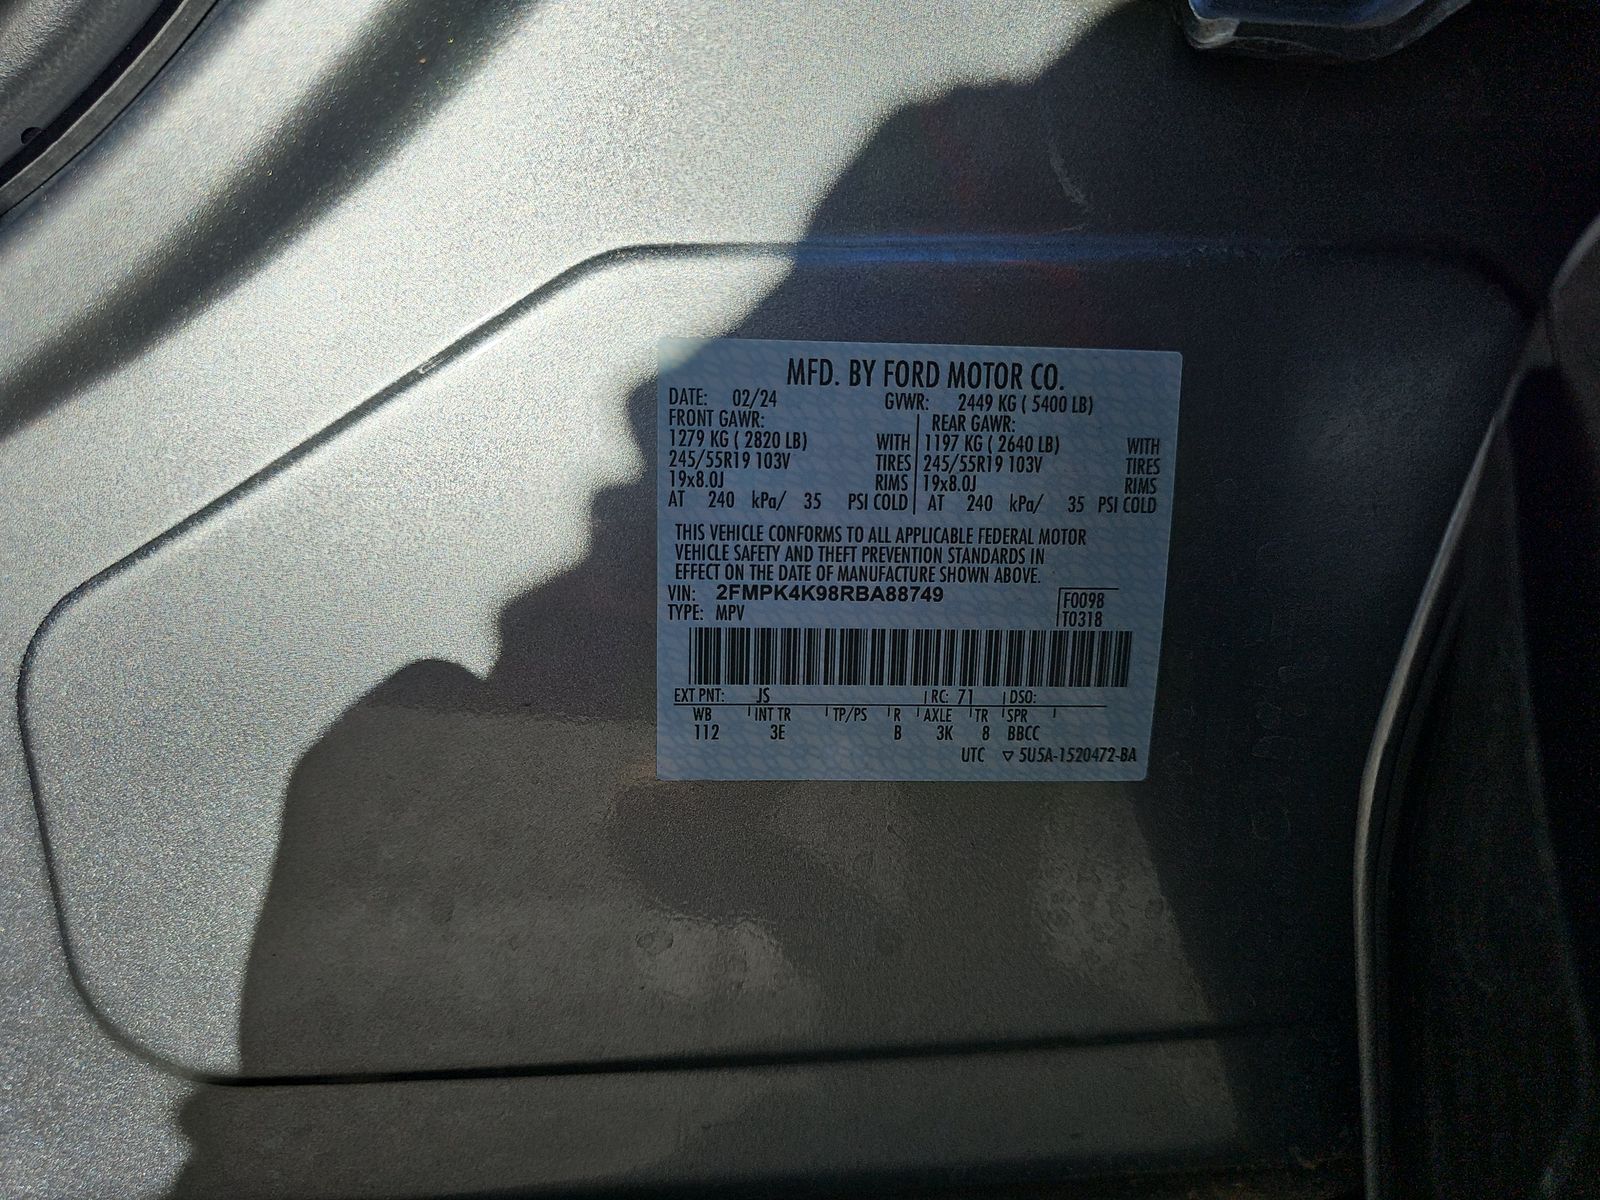 MFD. BY FORD MOTOR CO.
DATE: 02/24 GVWR: 2449 KG ( 5400 LB)
FRONT GAWR: REAR GAWR:
1279 KG ( 2820 LB) WITH 1197 KG ( 2640 LB) WITH
245/55R19 103V TIRES 245/55R19 103V TIRES
19x8.0J RIMS 19x8.0J RIMS
AT 240 kPa/ 35 PSI COLD AT 240 kPa/ 35 PSI COLD
THIS VEHICLE CONFORMS TO ALL APPLICABLE FEDERAL MOTOR
VEHICLE SAFETY AND THEFT PREVENTION STANDARDS IN
EFFECT ON THE DATE OF MANUFACTURE SHOWN ABOVE.
VIN: 2FMPK4K98RBA88749 F0098
TYPE: MPV T0318
EXT PNT: JS RC: 71 DSO:
WB INT TR TP/PS R AXLE TR SPR
112 3E B 3K 8 BBCC
UTC ▽ 5U5A-1520472-BA